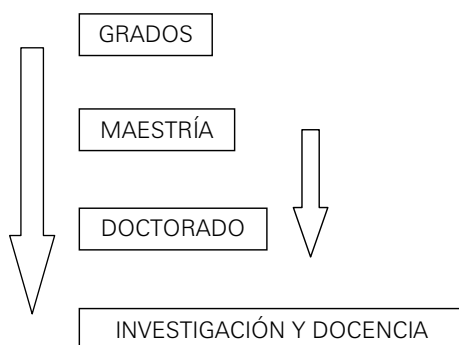 GRADOS
MAESTRÍA
DOCTORADO
INVESTIGACIÓN Y DOCENCIA